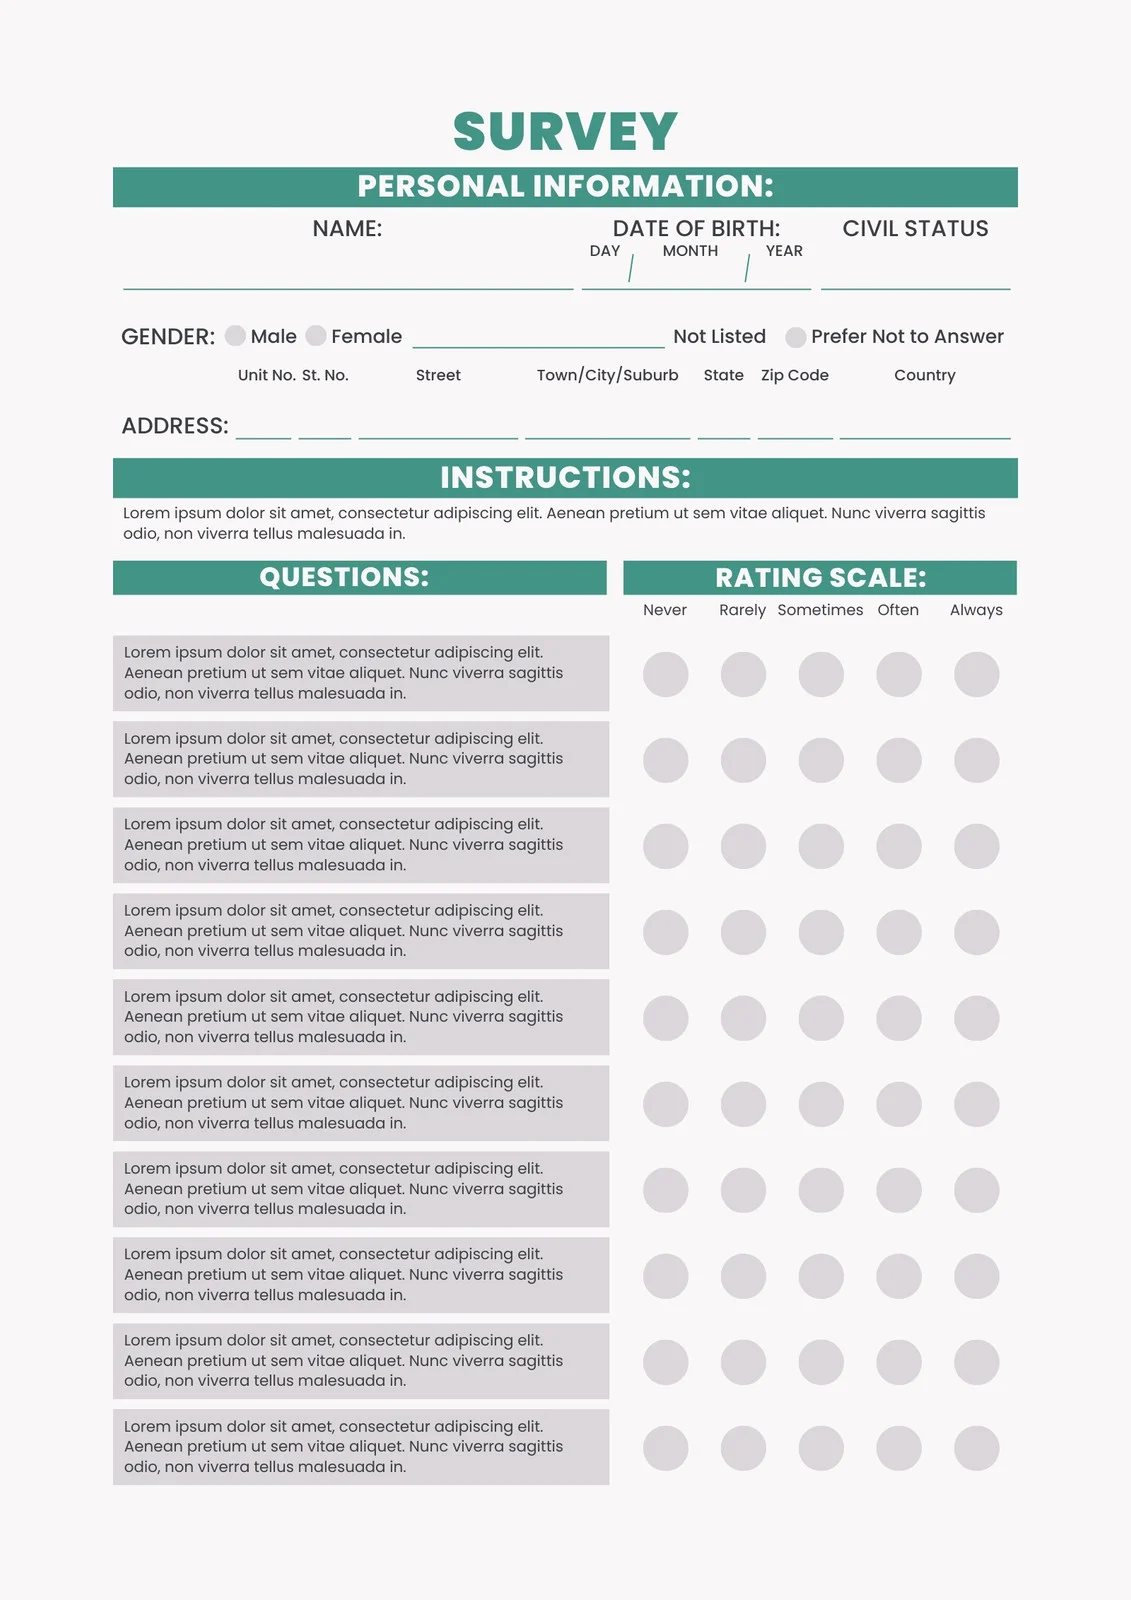 SURVEY
PERSONAL INFORMATION:
NAME: DATE OF BIRTH: CIVIL STATUS
DAY / MONTH / YEAR
GENDER: Male Female Not Listed Prefer Not to Answer
Unit No. St. No. Street Town/City/Suburb State Zip Code Country
ADDRESS:
INSTRUCTIONS:
Lorem ipsum dolor sit amet, consectetur adipiscing elit. Aenean pretium ut sem vitae aliquet. Nunc viverra sagittis
odio, non viverra tellus malesuada in.
QUESTIONS: RATING SCALE:
Never Rarely Sometimes Often Always
Lorem ipsum dolor sit amet, consectetur adipiscing elit.
Aenean pretium ut sem vitae aliquet. Nunc viverra sagittis
odio, non viverra tellus malesuada in.
Lorem ipsum dolor sit amet, consectetur adipiscing elit.
Aenean pretium ut sem vitae aliquet. Nunc viverra sagittis
odio, non viverra tellus malesuada in.
Lorem ipsum dolor sit amet, consectetur adipiscing elit.
Aenean pretium ut sem vitae aliquet. Nunc viverra sagittis
odio, non viverra tellus malesuada in.
Lorem ipsum dolor sit amet, consectetur adipiscing elit.
Aenean pretium ut sem vitae aliquet. Nunc viverra sagittis
odio, non viverra tellus malesuada in.
Lorem ipsum dolor sit amet, consectetur adipiscing elit.
Aenean pretium ut sem vitae aliquet. Nunc viverra sagittis
odio, non viverra tellus malesuada in.
Lorem ipsum dolor sit amet, consectetur adipiscing elit.
Aenean pretium ut sem vitae aliquet. Nunc viverra sagittis
odio, non viverra tellus malesuada in.
Lorem ipsum dolor sit amet, consectetur adipiscing elit.
Aenean pretium ut sem vitae aliquet. Nunc viverra sagittis
odio, non viverra tellus malesuada in.
Lorem ipsum dolor sit amet, consectetur adipiscing elit.
Aenean pretium ut sem vitae aliquet. Nunc viverra sagittis
odio, non viverra tellus malesuada in.
Lorem ipsum dolor sit amet, consectetur adipiscing elit.
Aenean pretium ut sem vitae aliquet. Nunc viverra sagittis
odio, non viverra tellus malesuada in.
Lorem ipsum dolor sit amet, consectetur adipiscing elit.
Aenean pretium ut sem vitae aliquet. Nunc viverra sagittis
odio, non viverra tellus malesuada in.